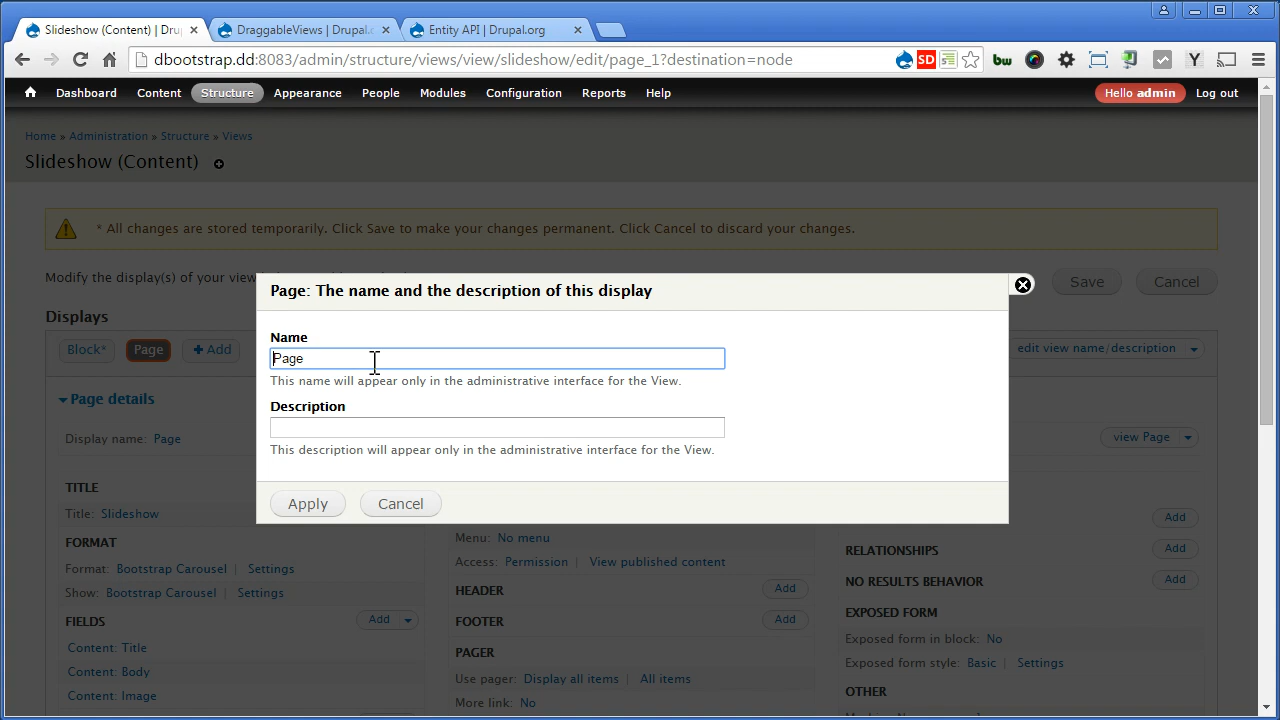 Slideshow (Content) | Dru
DraggableViews | Drupal.c
Entity API | Drupal.org
dbootstrap.dd:8083/admin/structure/views/view/slideshow/edit/page_1?destination=node
SD
bw
Y
Dashboard Content Structure Appearance People Modules Configuration Reports Help
Hello admin Log out
Home » Administration » Structure » Views
Slideshow (Content)
* All changes are stored temporarily. Click Save to make your changes permanent. Click Cancel to discard your changes.
Modify the display(s) of your view
Save Cancel
Displays
Block* Page + Add
edit view name/description
Page details
Display name: Page
view Page
Page: The name and the description of this display
Name
Page
This name will appear only in the administrative interface for the View.
Description
This description will appear only in the administrative interface for the View.
Apply Cancel
TITLE
Title: Slideshow
FORMAT
Format: Bootstrap Carousel | Settings
Show: Bootstrap Carousel | Settings
FIELDS Add
Content: Title
Content: Body
Content: Image
Menu: No menu
Access: Permission | View published content
HEADER Add
FOOTER Add
PAGER
Use pager: Display all items | All items
More link: No
Add
RELATIONSHIPS Add
NO RESULTS BEHAVIOR Add
EXPOSED FORM
Exposed form in block: No
Exposed form style: Basic | Settings
OTHER